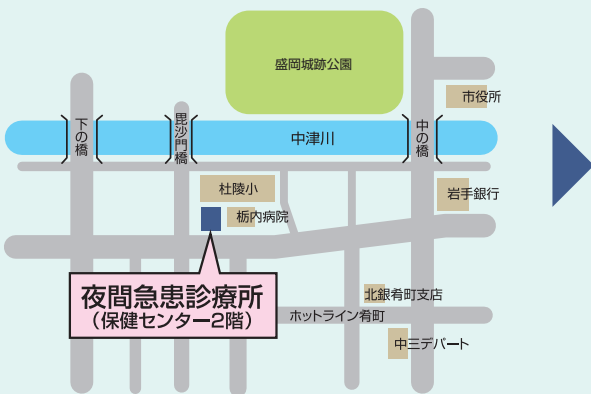 盛岡城跡公園
市役所
下の橋
毘沙門橋
中津川
中の橋
杜陵小
岩手銀行
栃内病院
夜間急患診療所
（保健センター2階）
北銀肴町支店
ホットライン肴町
中三デパート